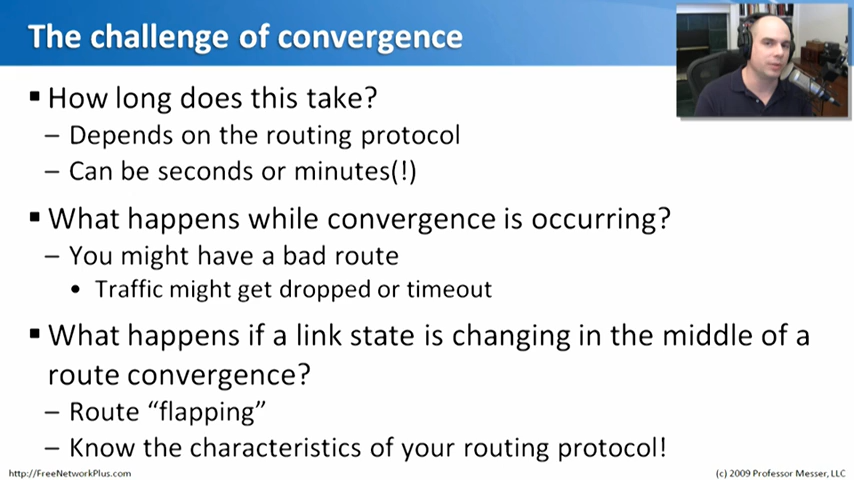 The challenge of convergence
▪ How long does this take?
– Depends on the routing protocol
– Can be seconds or minutes(!)
▪ What happens while convergence is occurring?
– You might have a bad route
• Traffic might get dropped or timeout
▪ What happens if a link state is changing in the middle of a
route convergence?
– Route “flapping”
– Know the characteristics of your routing protocol!
http://FreeNetworkPlus.com
(c) 2009 Professor Messer, LLC